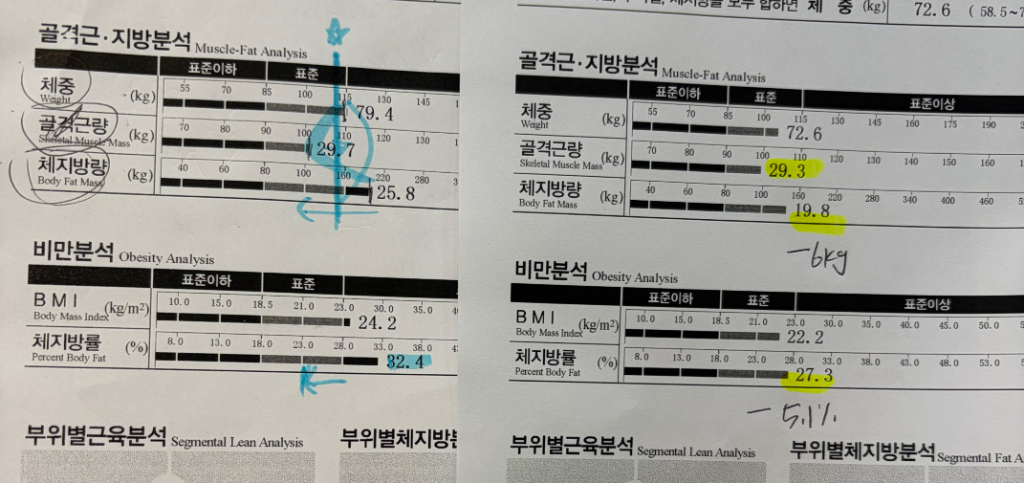 골격근·지방분석 Muscle-Fat Analysis
표준이하 표준
체중 Weight (kg) 55 70 85 100 115 130 145 79.4
골격근량 Skeletal Muscle Mass (kg) 70 80 90 100 110 120 130 29.7
체지방량 Body Fat Mass (kg) 40 60 80 100 160 220 280 25.8
비만분석 Obesity Analysis
표준이하 표준
BMI Body Mass Index (kg/m²) 10.0 15.0 18.5 21.0 23.0 30.0 35.0 24.2
체지방률 Percent Body Fat (%) 8.0 13.0 18.0 23.0 28.0 33.0 38.0 32.4
부위별근육분석 Segmental Lean Analysis
부위별체지방
모두 합하면 체 중 (kg) 72.6 ( 58.5~7
골격근·지방분석 Muscle-Fat Analysis
표준이하 표준 표준이상
체중 Weight (kg) 55 70 85 100 115 130 145 160 175 190 72.6
골격근량 Skeletal Muscle Mass (kg) 70 80 90 100 110 120 130 140 150 160 29.3
체지방량 Body Fat Mass (kg) 40 60 80 100 160 220 280 340 400 460 19.8
-6kg
비만분석 Obesity Analysis
표준이하 표준 표준이상
BMI Body Mass Index (kg/m²) 10.0 15.0 18.5 21.0 23.0 30.0 35.0 40.0 45.0 50.0 22.2
체지방률 Percent Body Fat (%) 8.0 13.0 18.0 23.0 28.0 33.0 38.0 43.0 48.0 53.0 27.3
- 5.1%
부위별근육분석 Segmental Lean Analysis
부위별체지방분석 Segmental Fat A